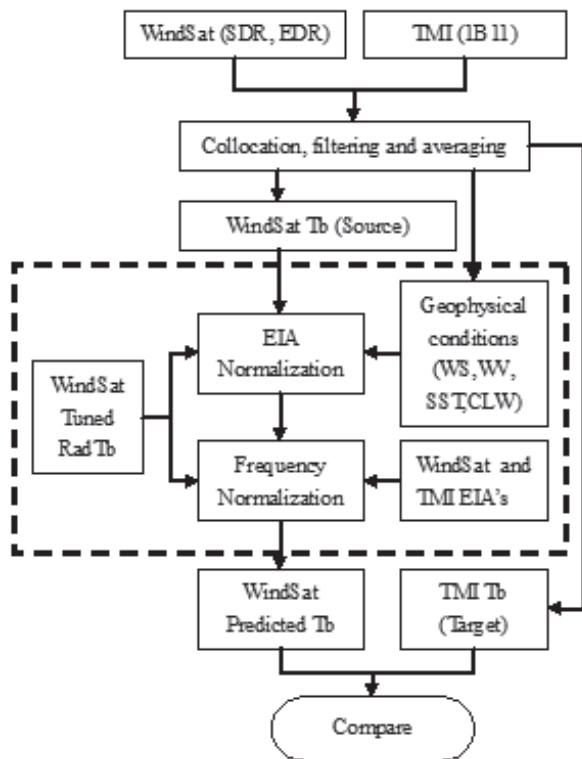 WindSat (SDR, EDR)
TMI (1B 11)
Collocation, filtering and averaging
WindSat Tb (Source)
EIA
Normalization
Geophysical
conditions
(WS, WV,
SST,CLW)
WindSat
Tuned
Rad Tb
Frequency
Normalization
WindSat and
TMI EIA's
WindSat
Predicted Tb
TMI Tb
(Target)
Compare